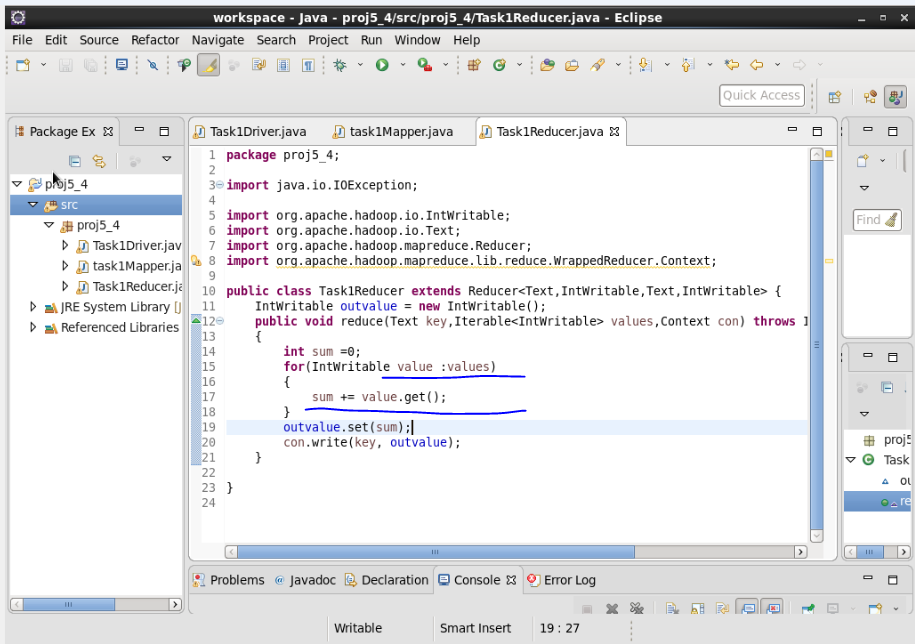 workspace - Java - proj5_4/src/proj5_4/Task1Reducer.java - Eclipse
File Edit Source Refactor Navigate Search Project Run Window Help
Quick Access
Package Ex
proj5_4
src
proj5_4
Task1Driver.jav
task1Mapper.ja
Task1Reducer.ja
JRE System Library [J
Referenced Libraries
Task1Driver.java task1Mapper.java Task1Reducer.java
1 package proj5_4;
2
3 import java.io.IOException;
4
5 import org.apache.hadoop.io.IntWritable;
6 import org.apache.hadoop.io.Text;
7 import org.apache.hadoop.mapreduce.Reducer;
8 import org.apache.hadoop.mapreduce.lib.reduce.WrappedReducer.Context;
9
10 public class Task1Reducer extends Reducer<Text,IntWritable,Text,IntWritable> {
11 IntWritable outvalue = new IntWritable();
12 public void reduce(Text key,Iterable<IntWritable> values,Context con) throws I
13 {
14 int sum =0;
15 for(IntWritable value :values)
16 {
17 sum += value.get();
18 }
19 outvalue.set(sum);
20 con.write(key, outvalue);
21 }
22
23 }
24
Find
proj5
Task
ou
re
Problems @ Javadoc Declaration Console Error Log
Writable Smart Insert 19 : 27